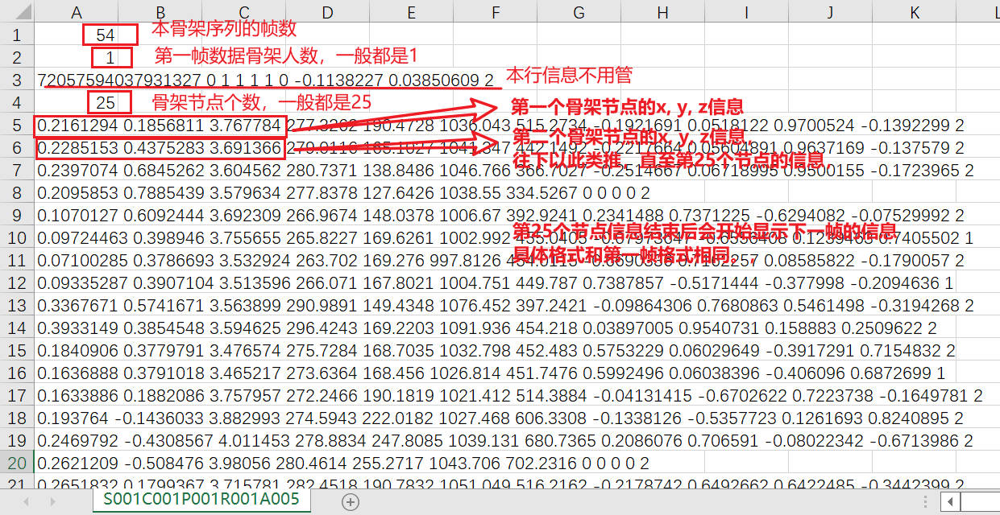 A B C D E F G H I J K L
1 54 本骨架序列的帧数
2 1 第一帧数据骨架人数，一般都是1
3 72057594037931327 0 1 1 1 1 0 -0.1138227 0.03850609 2 本行信息不用管
4 25 骨架节点个数，一般都是25
第一个骨架节点的x, y, z信息
5 0.2161294 0.1856811 3.767784 190.4728 1036.043 515.2734 -0.1921691 0.0518122 0.9700524 -0.1392299 2
第二个骨架节点的x, y, z信息，
6 0.2285153 0.4375283 3.691366 442.1492 -0.2217664 0.05604891 0.9637169 -0.137579 2
往下以此类推，直至第25个节点的信息，
7 0.2397074 0.6845262 3.604562 280.7371 138.8486 1046.766 366.7027 -0.2514667 0.06718995 0.9500155 -0.1723965 2
8 0.2095853 0.7885439 3.579634 277.8378 127.6426 1038.55 334.5267 0 0 0 0 2
9 0.1070127 0.6092444 3.692309 266.9674 148.0378 1006.67 392.9241 0.2341488 0.7371225 -0.6294082 -0.07529992 2
第25个节点信息结束后会开始显示下一帧的信息
10 0.09724463 0.398946 3.755655 265.8227 169.6261 1002.992 0.7405502 1
具体格式和第一帧格式相同。
11 0.07100285 0.3786693 3.532924 263.702 169.276 997.8126 0.08585822 -0.1790057 2
12 0.09335287 0.3907104 3.513596 266.071 167.8021 1004.751 449.787 0.7387857 -0.5171444 -0.377998 -0.2094636 1
13 0.3367671 0.5741671 3.563899 290.9891 149.4348 1076.452 397.2421 -0.09864306 0.7680863 0.5461498 -0.3194268 2
14 0.3933149 0.3854548 3.594625 296.4243 169.2203 1091.936 454.218 0.03897005 0.9540731 0.158883 0.2509622 2
15 0.1840906 0.3779791 3.476574 275.7284 168.7035 1032.798 452.483 0.5753229 0.06029649 -0.3917291 0.7154832 2
16 0.1636888 0.3791018 3.465217 273.6364 168.456 1026.814 451.7476 0.5992496 0.06038396 -0.406096 0.6872699 1
17 0.1633886 0.1882086 3.757957 272.2466 190.1819 1021.412 514.3884 -0.04131415 -0.6702622 0.7223738 -0.1649781 2
18 0.193764 -0.1436033 3.882993 274.5943 222.0182 1027.468 606.3308 -0.1338126 -0.5357723 0.1261693 0.8240895 2
19 0.2469792 -0.4308567 4.011453 278.8834 247.8085 1039.131 680.7365 0.2086076 0.706591 -0.08022342 -0.6713986 2
20 0.2621209 -0.508476 3.98056 280.4614 255.2717 1043.706 702.2316 0 0 0 0 2
21 0.2651832 0.1799367 3.715781 282.4518 190.7832 1051.049 516.2162 -0.2178742 0.6492662 0.6422485 -0.3442399 2
S001C001P001R001A005